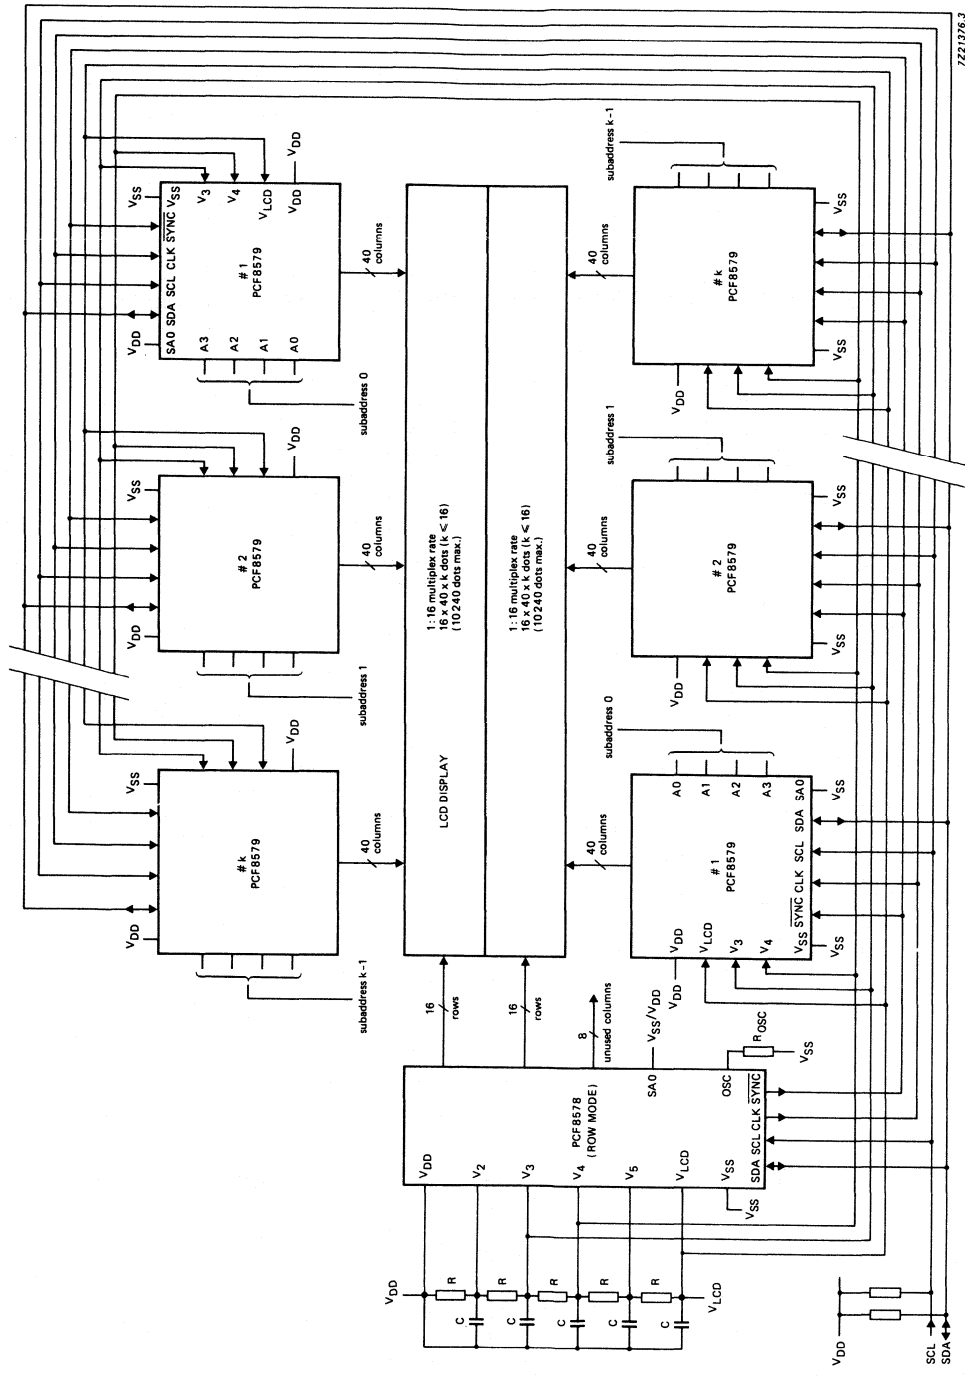 VSS
VSS
SYNC
CLK
SCL
SDA
SA0
VDD
V3
V4
VLCD
VDD
VDD
#1
PCF8579
A3
A2
A1
A0
subaddress 0
40
columns
VSS
VDD
VDD
#2
PCF8579
subaddress 1
40
columns
VSS
VDD
VDD
#k
PCF8579
subaddress k-1
40
columns
LCD DISPLAY
1:16 multiplex rate
16 x 40 x k dots (k ⩽ 16)
(10 240 dots max.)
1:16 multiplex rate
16 x 40 x k dots (k ⩽ 16)
(10 240 dots max.)
16
rows
16
rows
8
unused columns
VDD
V2
V3
V4
V5
VLCD
VSS
VSS
PCF8578
(ROW MODE)
SA0
VSS/VDD
OSC
ROSC
VSS
SDA SCL CLK SYNC
VDD
R
R
R
R
R
C
C
C
C
C
VLCD
VDD
SCL
SDA
40
columns
subaddress 0
A0
A1
A2
A3
#1
PCF8579
VDD
VDD
VLCD
V3
V4
VSS
SYNC
CLK
SCL
SDA
SA0
VSS
VSS
40
columns
subaddress 1
#2
PCF8579
VDD
VSS
VSS
40
columns
subaddress k-1
#k
PCF8579
VDD
VSS
VSS
7Z21376.3